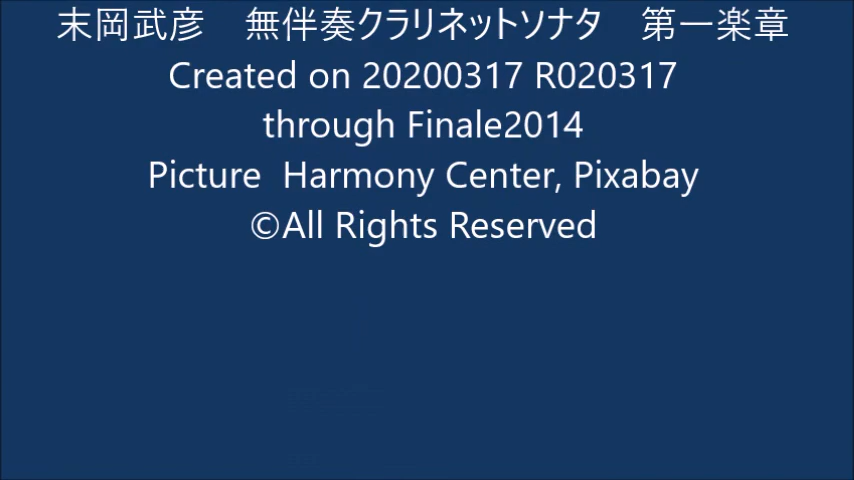 末岡武彦　無伴奏クラリネットソナタ　第一楽章
Created on 20200317 R020317
through Finale2014
Picture  Harmony Center, Pixabay
©All Rights Reserved